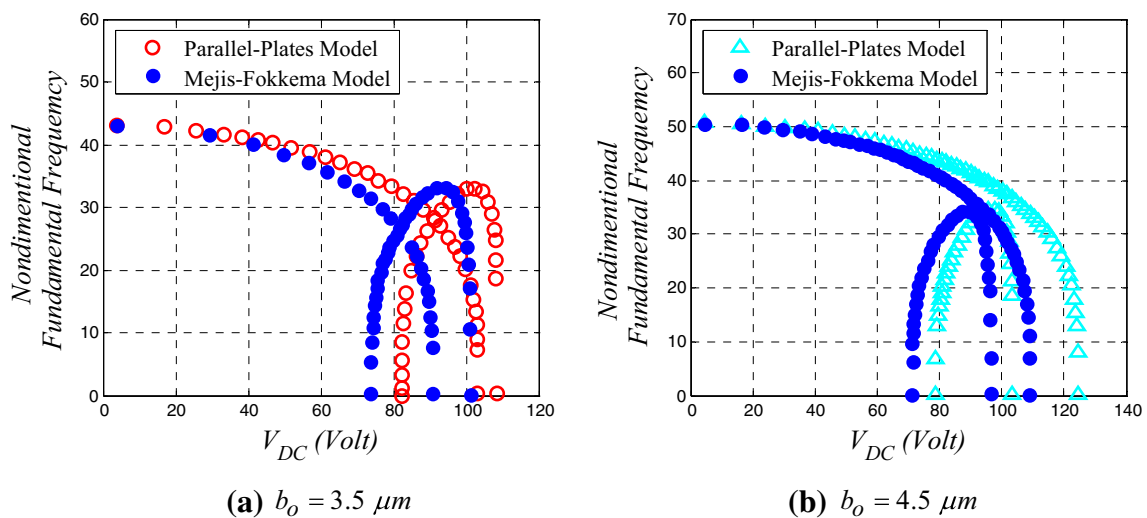 60
50
40
30
20
10
0
0 20 40 60 80 100 120
Parallel-Plates Model
Mejis-Fokkema Model
Nondimentional
Fundamental Frequemcy
V_DC (Volt)
(a) b_o = 3.5 μm
70
60
50
40
30
20
10
0
0 20 40 60 80 100 120 140
Parallel-Plates Model
Mejis-Fokkema Model
Nondimentional
Fundamental Frequemcy
V_DC (Volt)
(b) b_o = 4.5 μm